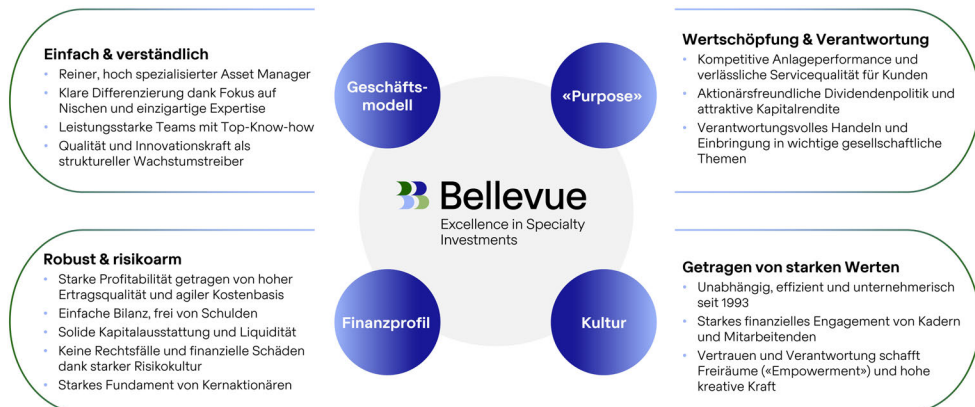 Einfach & verständlich
Reiner, hoch spezialisierter Asset Manager
Klare Differenzierung dank Fokus auf
Nischen und einzigartige Expertise
Leistungsstarke Teams mit Top-Know-how
Qualität und Innovationskraft als
struktureller Wachstumstreiber
Geschäfts-
modell
«Purpose»
Wertschöpfung & Verantwortung
Kompetitive Anlageperformance und
verlässliche Servicequalität für Kunden
Aktionärsfreundliche Dividendenpolitik und
attraktive Kapitalrendite
Verantwortungsvolles Handeln und
Einbringung in wichtige gesellschaftliche
Themen
Bellevue
Excellence in Specialty
Investments
Robust & risikoarm
Starke Profitabilität getragen von hoher
Ertragsqualität und agiler Kostenbasis
Einfache Bilanz, frei von Schulden
Solide Kapitalausstattung und Liquidität
Keine Rechtsfälle und finanzielle Schäden
dank starker Risikokultur
Starkes Fundament von Kernaktionären
Finanzprofil
Kultur
Getragen von starken Werten
Unabhängig, effizient und unternehmerisch
seit 1993
Starkes finanzielles Engagement von Kadern
und Mitarbeitenden
Vertrauen und Verantwortung schafft
Freiräume («Empowerment») und hohe
kreative Kraft